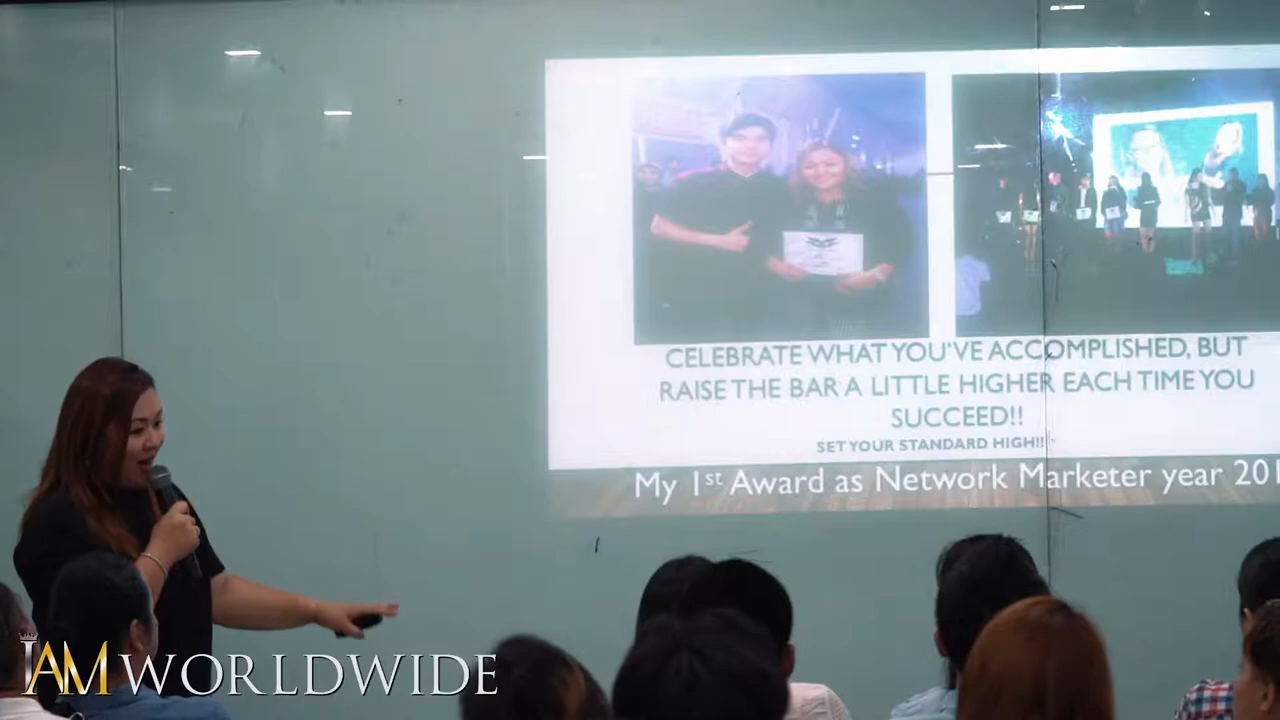 CELEBRATE WHAT YOU'VE ACCOMPLISHED, BUT
RAISE THE BAR A LITTLE HIGHER EACH TIME YOU
SUCCEED!!
SET YOUR STANDARD HIGH!!
My 1st Award as Network Marketer year 201
IAM WORLDWIDE